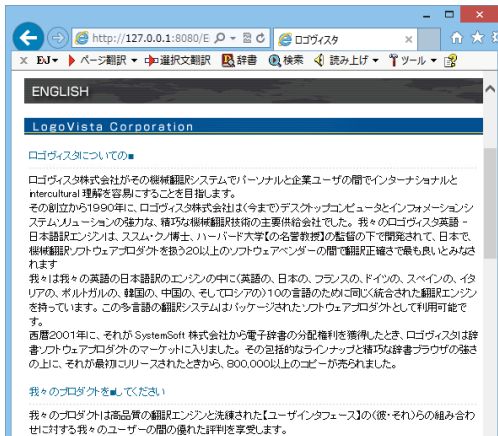 http://127.0.0.1:8080/E
ロゴヴィスタ
× EJ ページ翻訳 選択文翻訳 辞書 検索 読み上げ ツール
ENGLISH
LogoVista Corporation
ロゴヴィスタについての■
ロゴヴィスタ株式会社がその機械翻訳システムでパーソナルと企業ユーザの間でインターナショナルと
intercultural 理解を容易にすることを目指します。
その創立から1990年に、ロゴヴィスタ株式会社は(今まで)デスクトップコンピュータとインフォメーションシ
ステムソリューションの強力な、精巧な機械翻訳技術の主要供給会社でした。我々のロゴヴィスタ英語 -
日本語訳エンジンは、ススム・クノ博士、ハーバード大学【の名誉教授】の監督の下で開発されて、日本で、
機械翻訳ソフトウェアプロダクトを扱う20以上のソフトウェアベンダーの間で翻訳正確さで最も良いとみなさ
れます
我々は我々の英語の日本語訳のエンジンの中に(英語の、日本の、フランスの、ドイツの、スペインの、イタ
リアの、ポルトガルの、韓国の、中国の、そしてロシアの)10の言語のために同じく統合された翻訳エンジン
を持っています。この多言語の翻訳システムはパッケージされたソフトウェアプロダクトとして利用可能で
す。
西暦2001年に、それが SystemSoft 株式会社から電子辞書の分配権利を獲得したとき、ロゴヴィスタは辞
書ソフトウェアプロダクトのマーケットに入りました。その包括的なラインナップと精巧な辞書ブラウザの強さ
の上に、それが最初にリリースされたときから、800,000以上のコピーが売られました。
我々のプロダクトを■してください
我々のプロダクトは高品質の翻訳エンジンと洗練された【ユーザインタフェース】の(彼・それ)らの組み合わ
せに対する我々のユーザーの間の優れた評判を享受します。